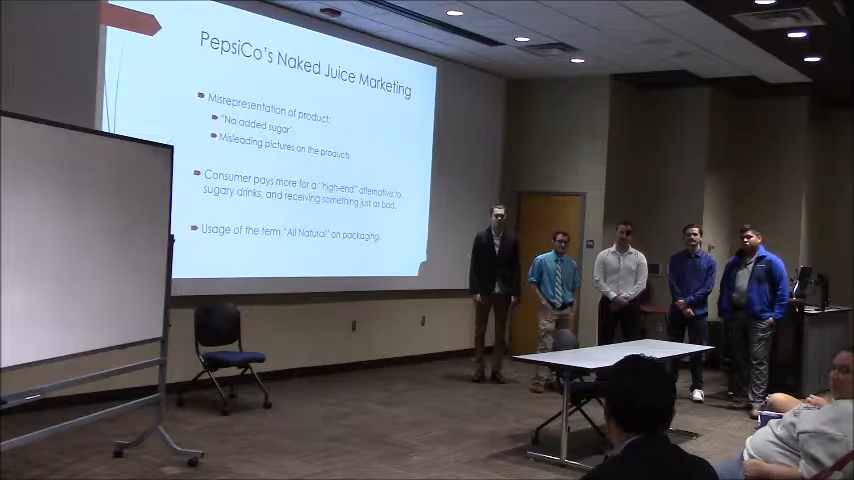 PepsiCo's Naked Juice Marketing
Misrepresentation of product:
"No added sugar"
Misleading pictures on the products
Consumer pays more for a "high-end" alternative to
sugary drinks, and receiving something just as bad.
Usage of the term "All Natural" on packaging.